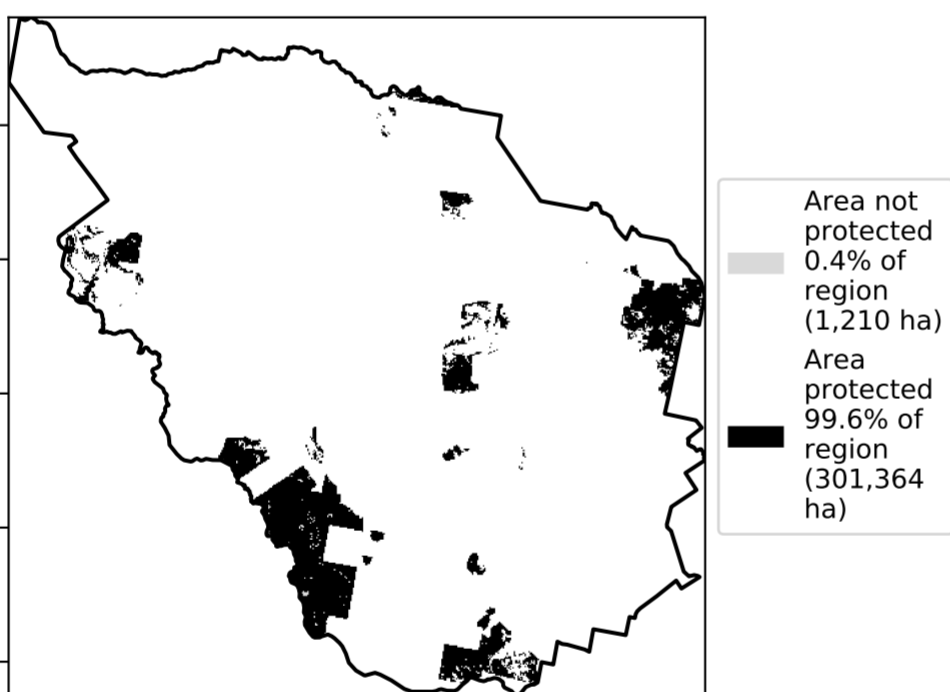 Area not
protected
0.4% of
region
(1,210 ha)
Area
protected
99.6% of
region
(301,364
ha)